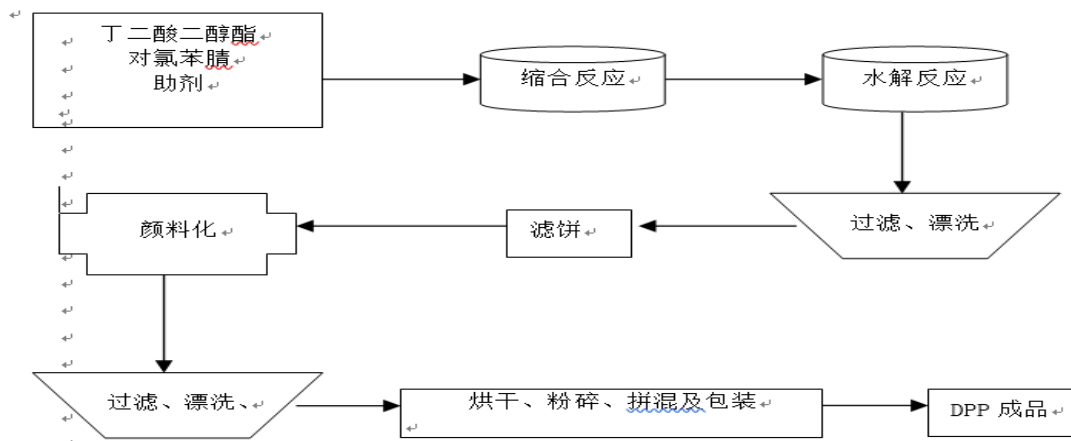 丁二酸二醇酯
对氯苯腈
助剂
缩合反应
水解反应
过滤、漂洗
滤饼
颜料化
过滤、漂洗、
烘干、粉碎、拼混及包装
DPP 成品